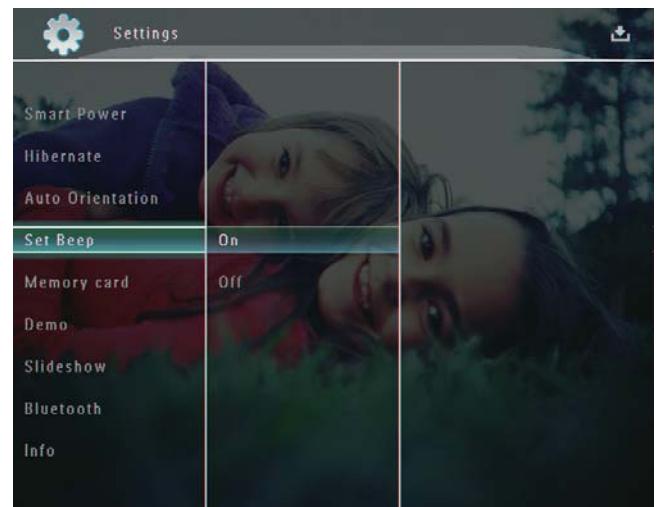 Settings
Smart Power
Hibernate
Auto Orientation
Set Beep
On
Memory card
Off
Demo
Slideshow
Bluetooth
Info